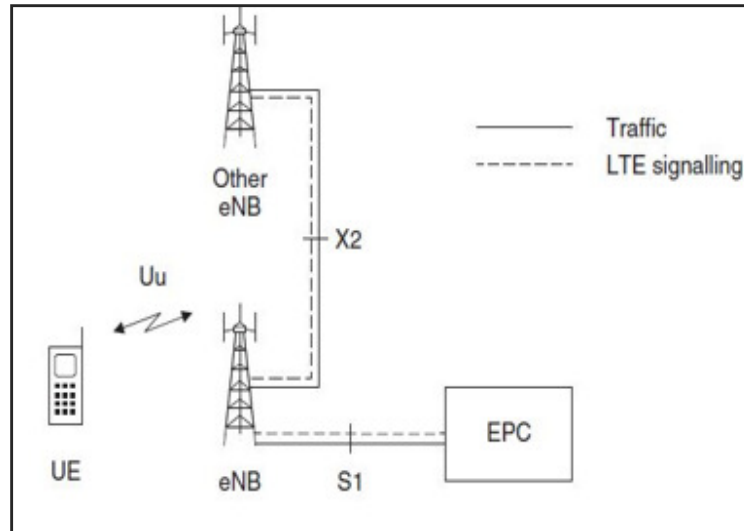 Traffic
LTE signalling
Other
eNB
X2
Uu
EPC
UE
eNB
S1